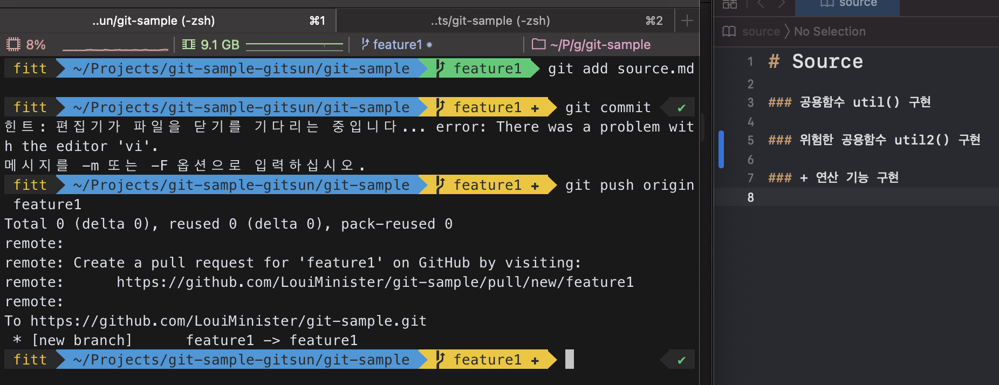 ..un/git-sample (-zsh) ⌘1 ..ts/git-sample (-zsh) ⌘2 +
8% 9.1 GB feature1 • ~/P/g/git-sample
fitt ~/Projects/git-sample-gitsun/git-sample feature1 git add source.md
fitt ~/Projects/git-sample-gitsun/git-sample feature1 + git commit ✔
힌트: 편집기가 파일을 닫기를 기다리는 중입니다... error: There was a problem wit
h the editor 'vi'.
메시지를 -m 또는 -F 옵션으로 입력하십시오.
fitt ~/Projects/git-sample-gitsun/git-sample feature1 + git push origin
feature1
Total 0 (delta 0), reused 0 (delta 0), pack-reused 0
remote:
remote: Create a pull request for 'feature1' on GitHub by visiting:
remote:      https://github.com/LouiMinister/git-sample/pull/new/feature1
remote:
To https://github.com/LouiMinister/git-sample.git
 * [new branch]      feature1 -> feature1
fitt ~/Projects/git-sample-gitsun/git-sample feature1 + ✔
source
source 〉 No Selection
1 # Source
2
3 ### 공용함수 util() 구현
4
5 ### 위험한 공용함수 util2() 구현
6
7 ### + 연산 기능 구현
8